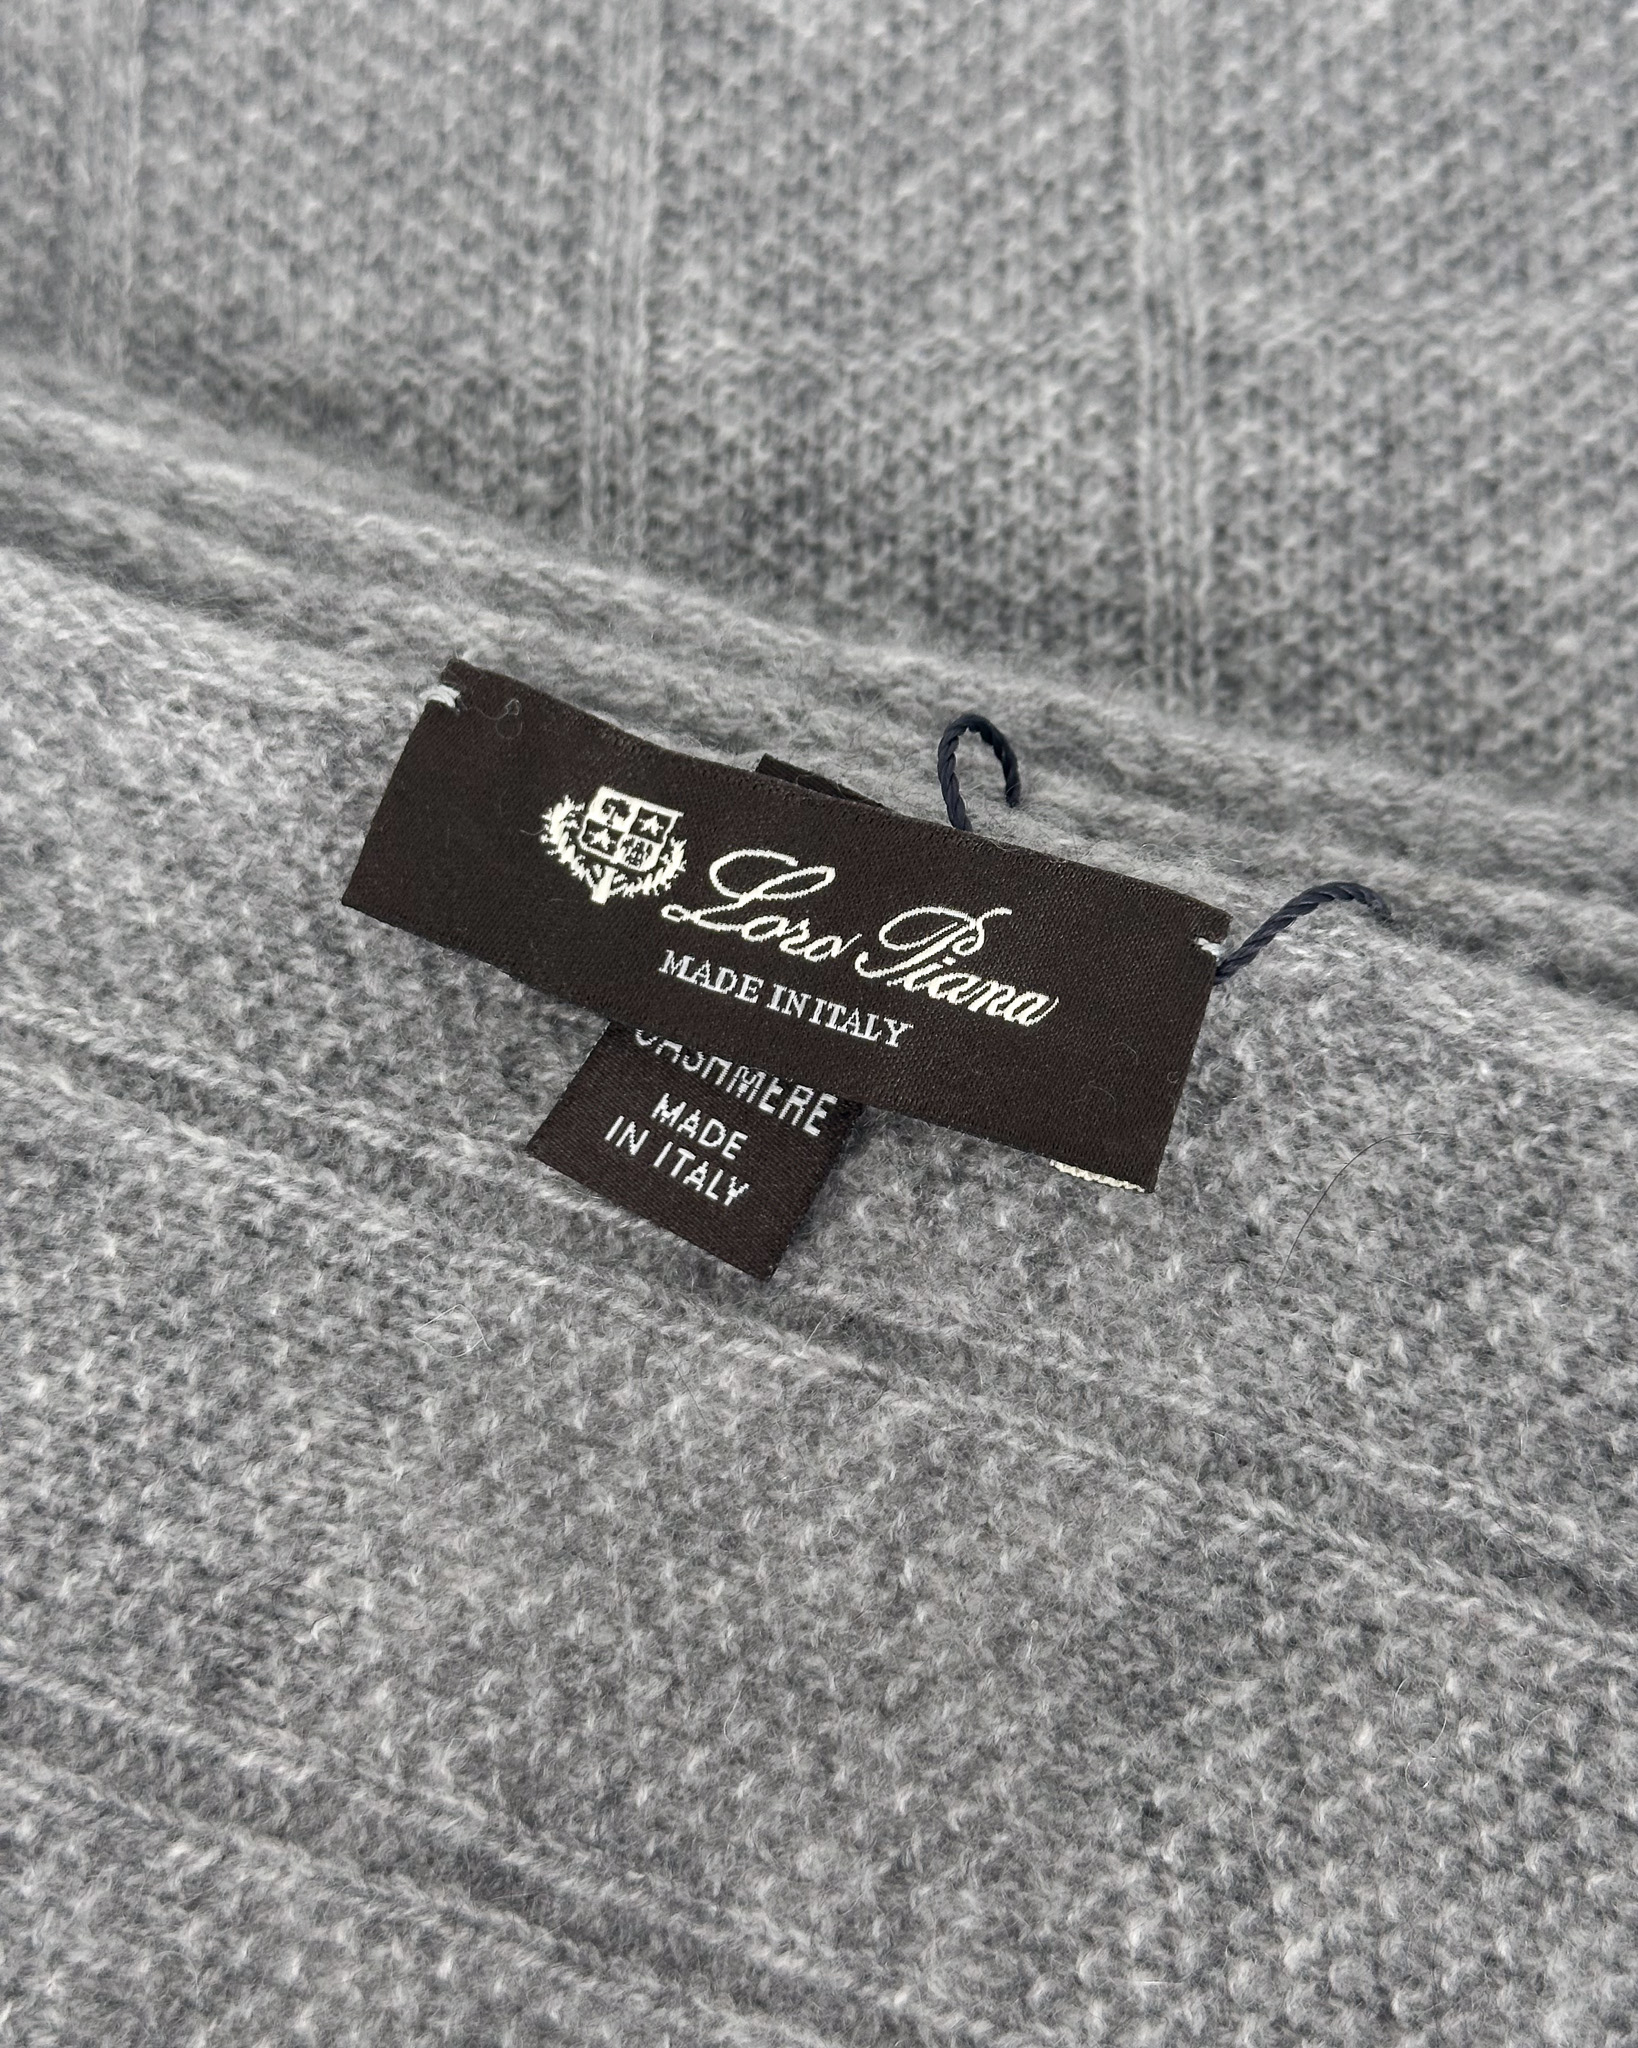 Loro Piana
MADE IN ITALY
CASHMERE
MADE
IN ITALY